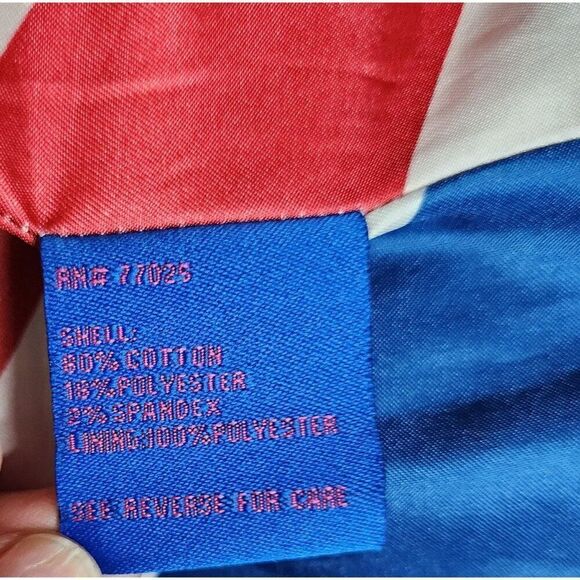 RN# 77025
SHELL:
80% COTTON
18%POLYESTER
2% SPANDEX
LINING:100%POLYESTER
SEE REVERSE FOR CARE